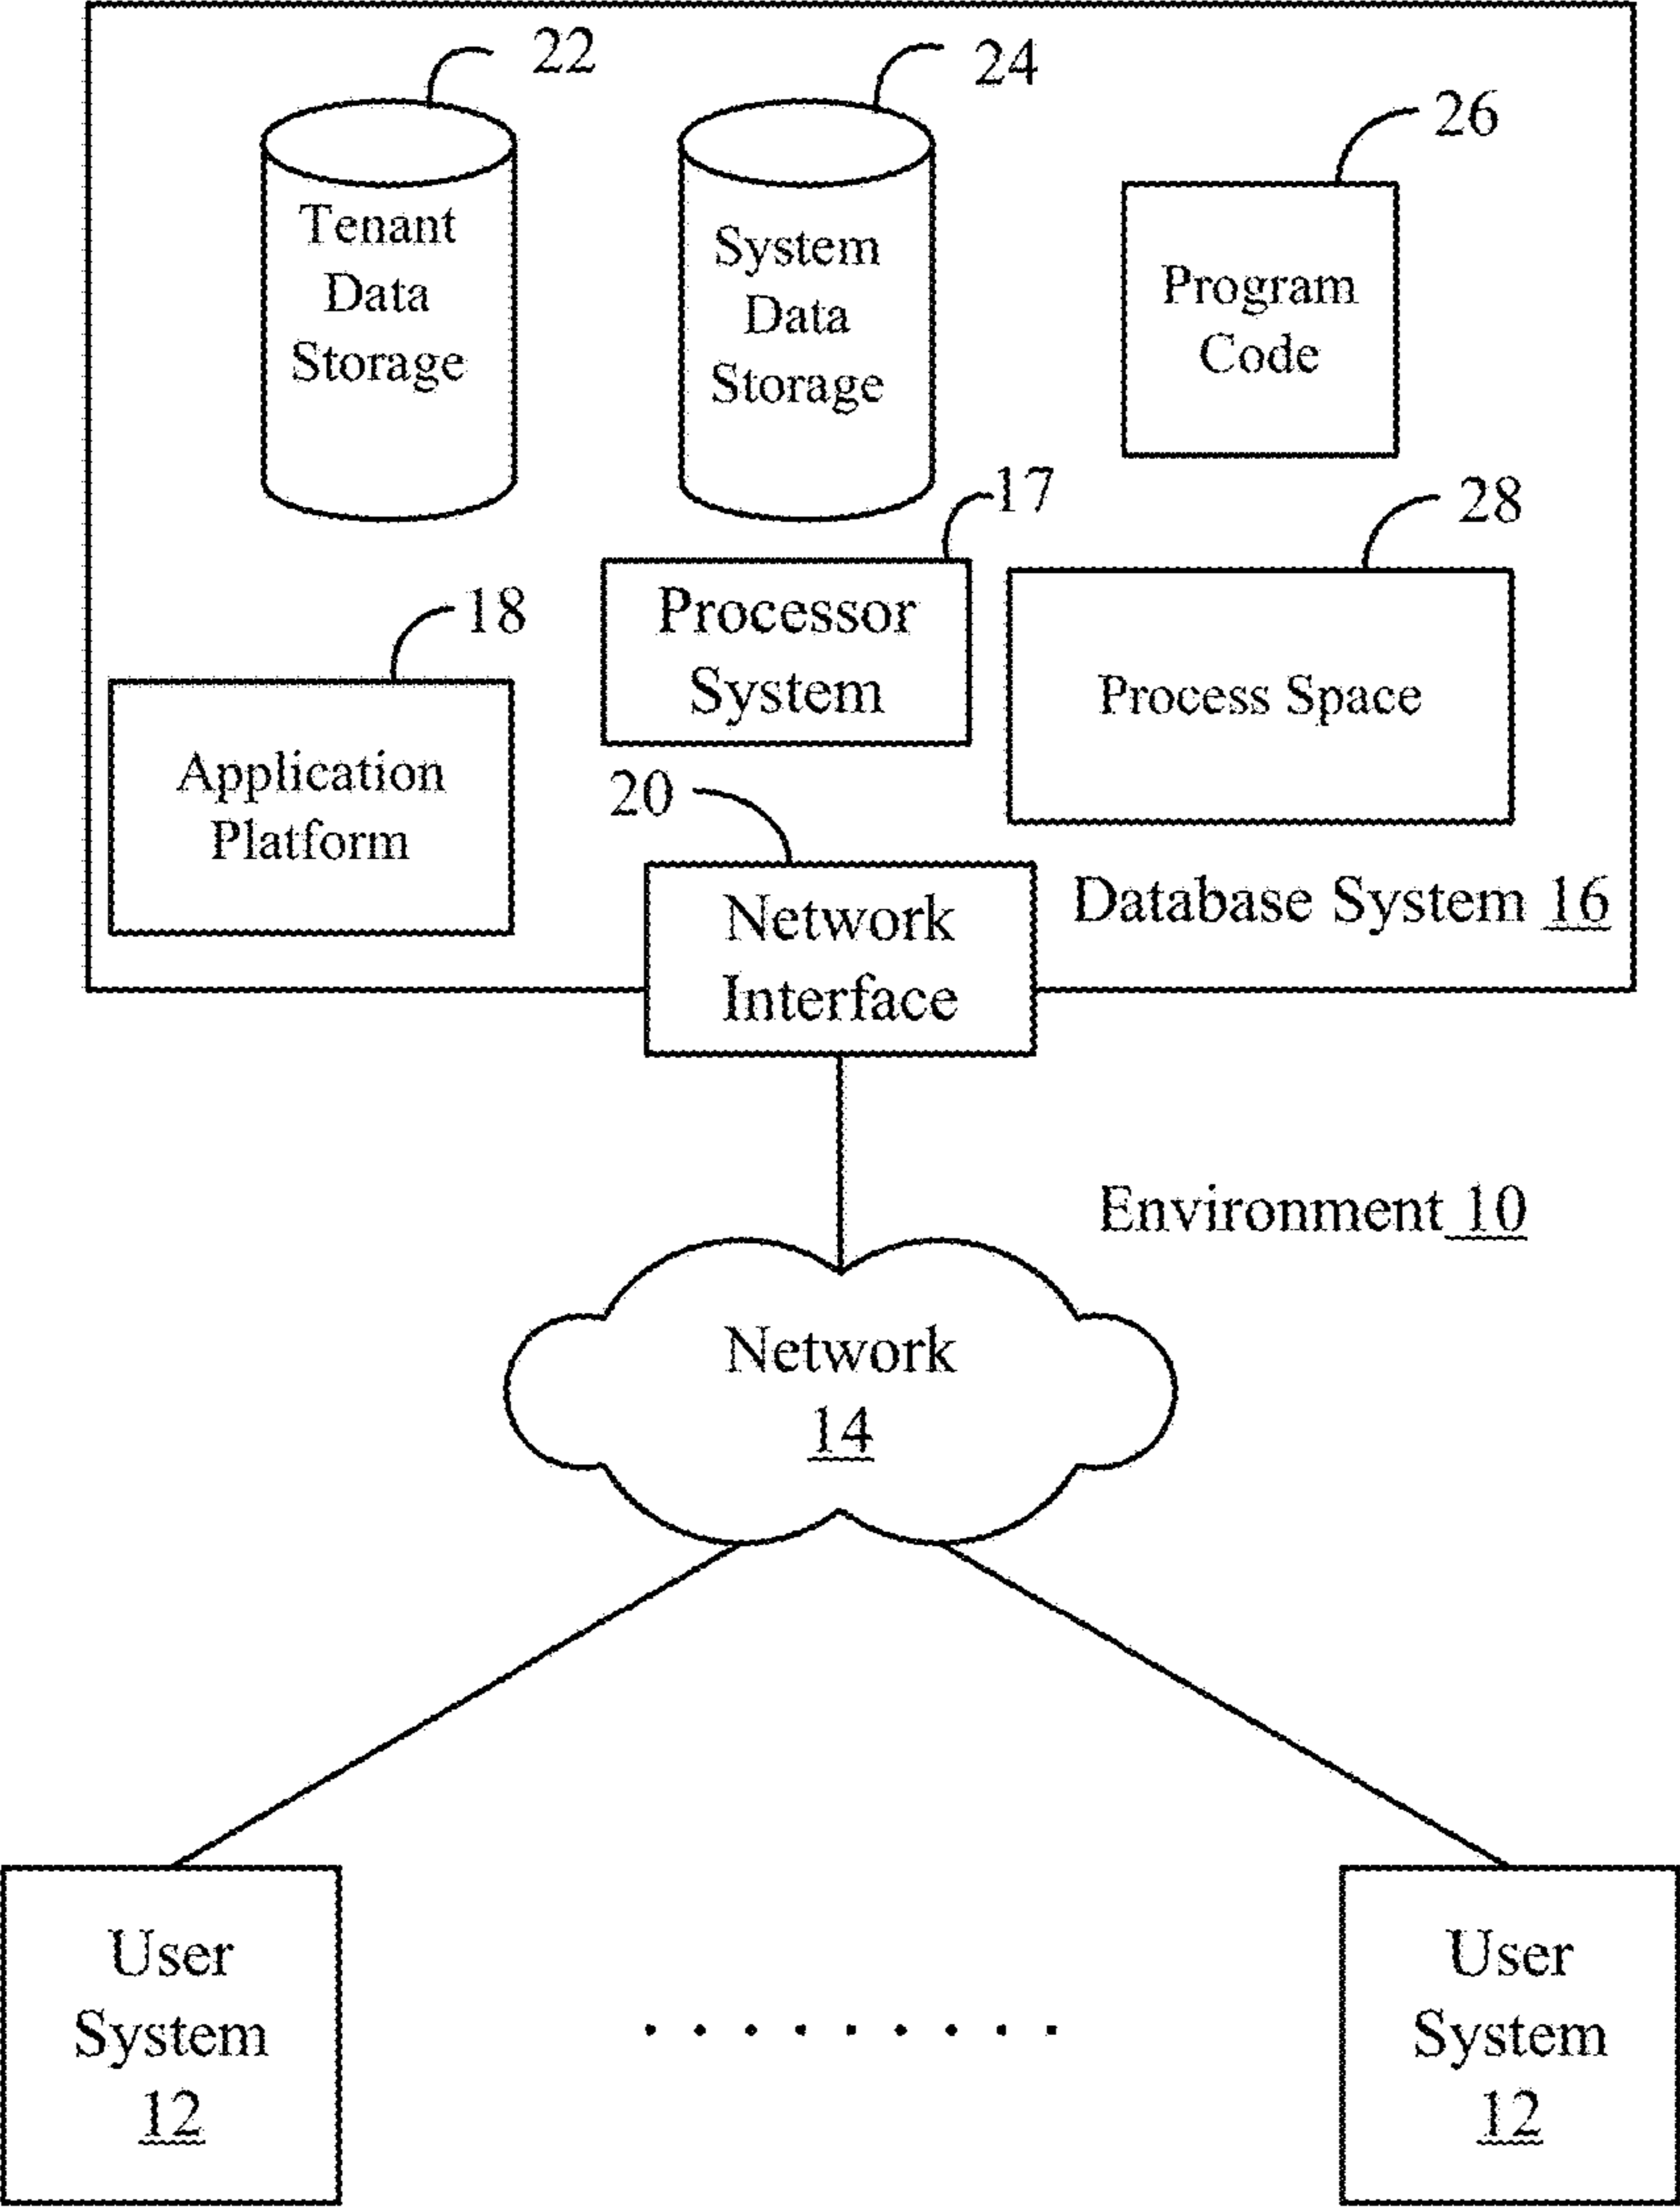 22
24
26
Tenant
Data
Storage
System
Data
Storage
Program
Code
17
28
18
Processor
System
Process Space
Application
Platform
20
Network
Interface
Database System 16
Environment 10
Network
14
User
System
12
User
System
12